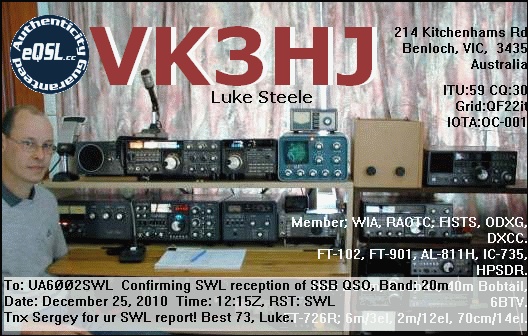 Authenticity Guaranteed
eQSL.cc
VK3HJ
Luke Steele
214 Kitchenhams Rd
Benloch, VIC, 3435
Australia
ITU:59 CQ:30
Grid:QF22il
IOTA:OC-001
Member; WIA, RAOTC; FISTS, ODXG,
DXCC.
FT-102, FT-901, AL-811H, IC-735,
HPSDR.
40m Bobtail,
6BTV.
FT-726R; 6m/3el, 2m/12el, 70cm/14el.
To: UA6ØØ2SWL Confirming SWL reception of SSB QSO, Band: 20m
Date: December 25, 2010 Time: 12:15Z, RST: SWL
Tnx Sergey for ur SWL report! Best 73, Luke.